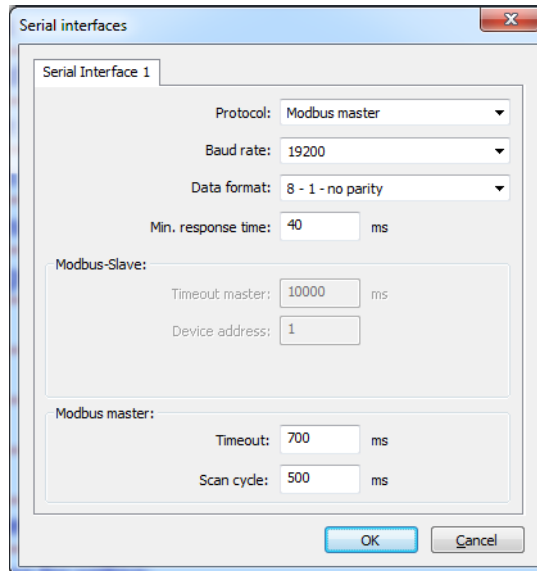 Serial interfaces
Serial Interface 1
Protocol: Modbus master
Baud rate: 19200
Data format: 8 - 1 - no parity
Min. response time: 40 ms
Modbus-Slave:
Timeout master: 10000 ms
Device address: 1
Modbus master:
Timeout: 700 ms
Scan cycle: 500 ms
OK Cancel